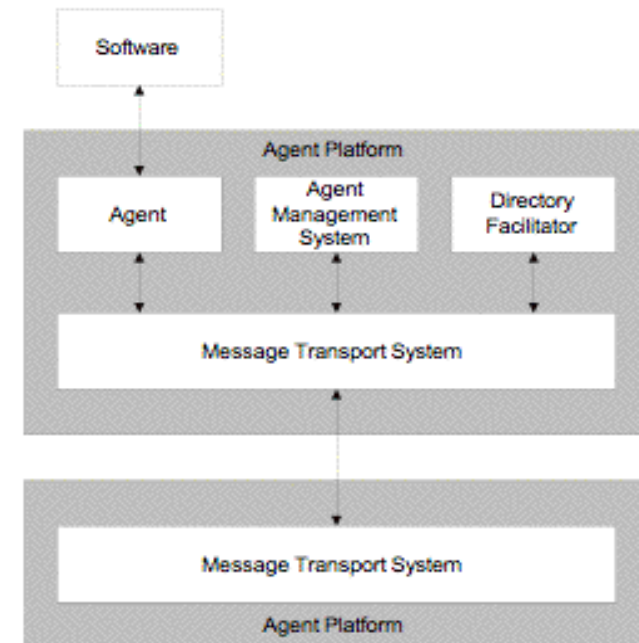 Software
Agent Platform
Agent
Agent
Management
System
Directory
Facilitator
Message Transport System
Message Transport System
Agent Platform